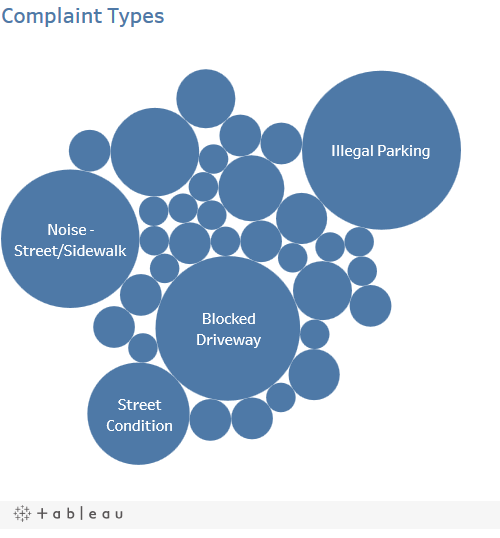 Complaint Types
Illegal Parking
Noise -
Street/Sidewalk
Blocked
Driveway
Street
Condition
+ a b | e a u